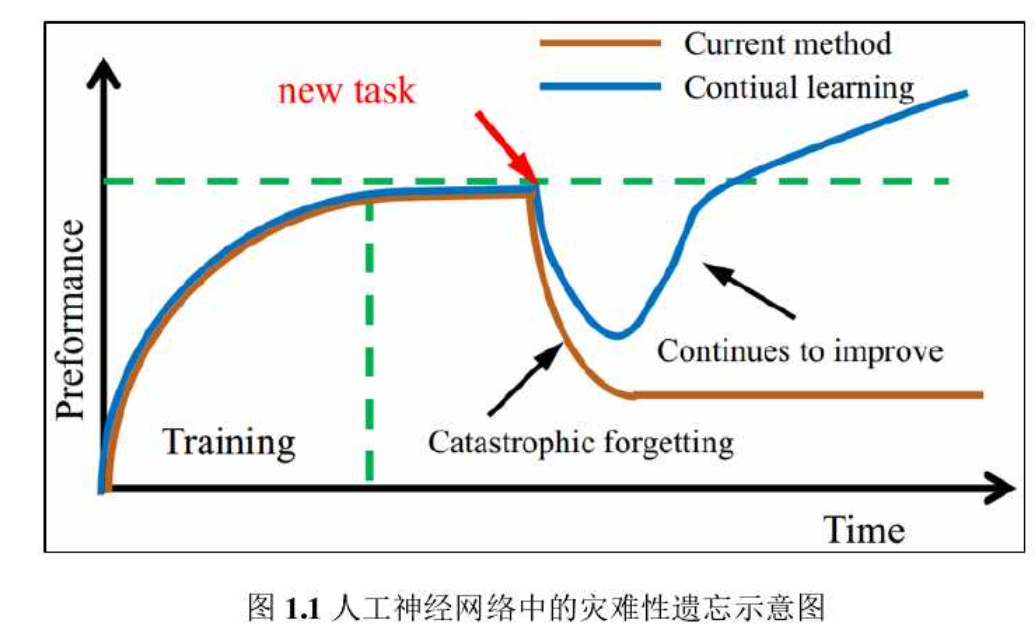 Current method
Contiual learning
new task
Preformance
Continues to improve
Training
Catastrophic forgetting
Time
图 1.1 人工神经网络中的灾难性遗忘示意图